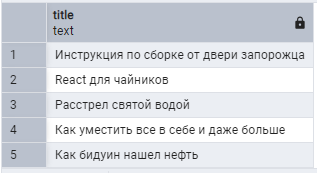 title
text
1 Инструкция по сборке от двери запорожца
2 React для чайников
3 Расстрел святой водой
4 Как уместить все в себе и даже больше
5 Как бидуин нашел нефть